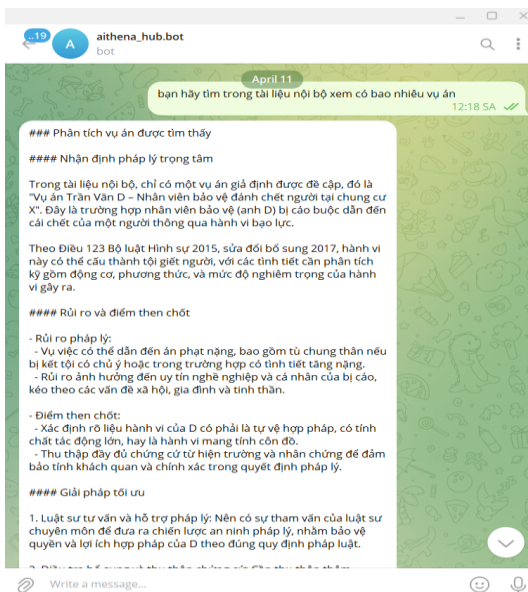 ..19
A
aithena_hub.bot
bot
April 11
bạn hãy tìm trong tài liệu nội bộ xem có bao nhiêu vụ án
12:18 SA
### Phân tích vụ án được tìm thấy
#### Nhận định pháp lý trọng tâm
Trong tài liệu nội bộ, chỉ có một vụ án giả định được đề cập, đó là
"Vụ án Trần Văn D – Nhân viên bảo vệ đánh chết người tại chung cư
X". Đây là trường hợp nhân viên bảo vệ (anh D) bị cáo buộc dẫn đến
cái chết của một người thông qua hành vi bạo lực.
Theo Điều 123 Bộ luật Hình sự 2015, sửa đổi bổ sung 2017, hành vi
này có thể cấu thành tội giết người, với các tình tiết cần phân tích
kỹ gồm động cơ, phương thức, và mức độ nghiêm trọng của hành
vi gây ra.
#### Rủi ro và điểm then chốt
- Rủi ro pháp lý:
- Vụ việc có thể dẫn đến án phạt nặng, bao gồm tù chung thân nếu
bị kết tội có chủ ý hoặc trong trường hợp có tình tiết tăng nặng.
- Rủi ro ảnh hưởng đến uy tín nghề nghiệp và cá nhân của bị cáo,
kéo theo các vấn đề xã hội, gia đình và tinh thần.
- Điểm then chốt:
- Xác định rõ liệu hành vi của D có phải là tự vệ hợp pháp, có tính
chất tác động lớn, hay là hành vi mang tính côn đồ.
- Thu thập đầy đủ chứng cứ từ hiện trường và nhân chứng để đảm
bảo tính khách quan và chính xác trong quyết định pháp lý.
#### Giải pháp tối ưu
1. Luật sư tư vấn và hỗ trợ pháp lý: Nên có sự tham vấn của luật sư
chuyên môn để đưa ra chiến lược an ninh pháp lý, nhằm bảo vệ
quyền và lợi ích hợp pháp của D theo đúng quy định pháp luật.
Write a message...